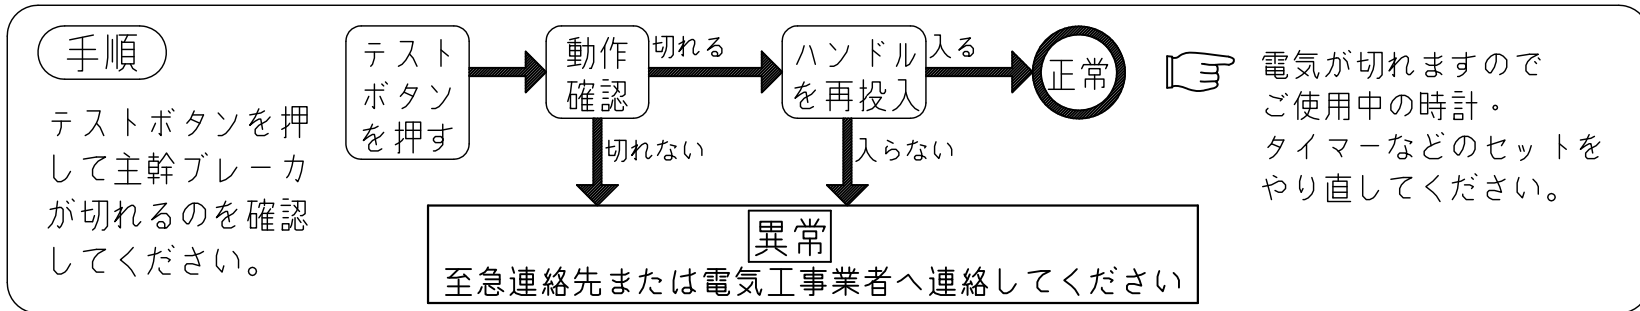 手順
テストボタンを押
して主幹ブレーカ
が切れるのを確認
してください。
テスト
ボタン
を押す
動作
確認
切れる
切れない
ハンドル
を再投入
入る
入らない
正常
異常
至急連絡先または電気工事業者へ連絡してください
電気が切れますので
ご使用中の時計・
タイマーなどのセットを
やり直してください。